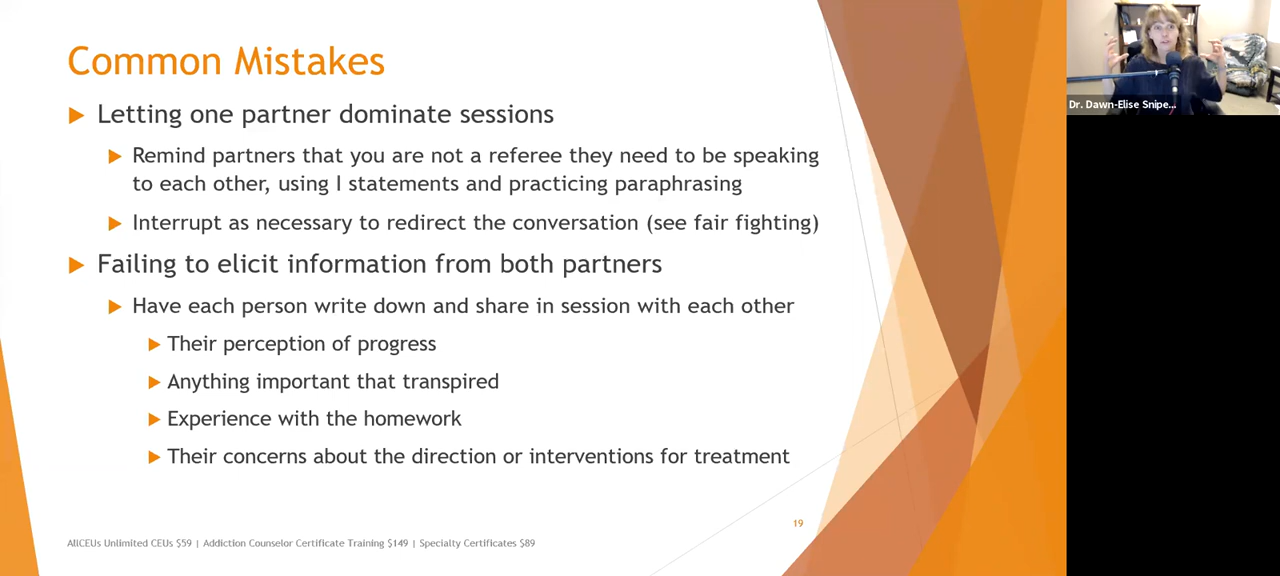 Common Mistakes
Letting one partner dominate sessions
Remind partners that you are not a referee they need to be speaking
to each other, using I statements and practicing paraphrasing
Interrupt as necessary to redirect the conversation (see fair fighting)
Failing to elicit information from both partners
Have each person write down and share in session with each other
Their perception of progress
Anything important that transpired
Experience with the homework
Their concerns about the direction or interventions for treatment
19
AllCEUs Unlimited CEUs $59 | Addiction Counselor Certificate Training $149 | Specialty Certificates $89
Dr. Dawn-Elise Snipe...